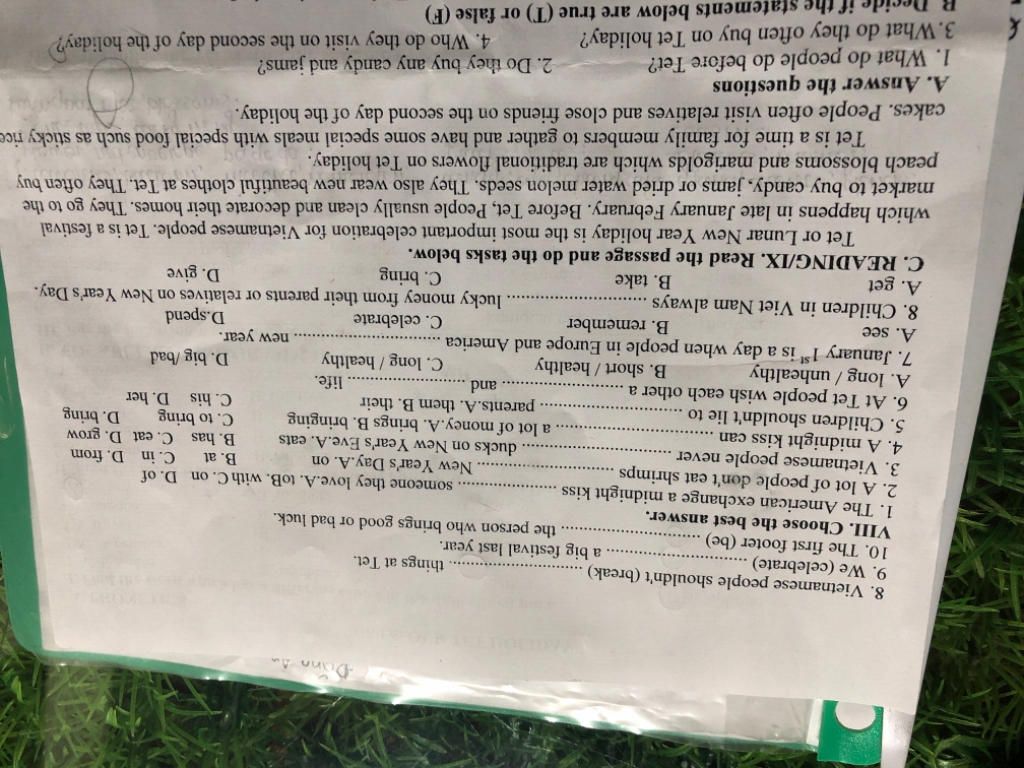 8. Vietnamese people shouldn't (break) .............................. things at Tet.
9. We (celebrate) .............................. a big festival last year.
10. The first footer (be) .............................. the person who brings good or bad luck.
VIII. Choose the best answer.
1. The American exchange a midnight kiss ..................... someone they love.A. to B. with C. on D. of
2. A lot of people don't eat shrimps .............................. New Year's Day.A. on B. at C. in D. from
3. Vietnamese people never .............................. ducks on New Year's Eve.A. eats B. has C. eat D. grow
4. A midnight kiss can .............................. a lot of money.A. brings B. bringing C. to bring D. bring
5. Children shouldn't lie to .............................. parents.A. them B. their C. his D. her
6. At Tet people wish each other a .......................... and .......................... life.
A. long / unhealthy B. short / healthy C. long / healthy D. big /bad
7. January 1st is a day when people in Europe and America .............................. new year.
A. see B. remember C. celebrate D.spend
8. Children in Viet Nam always .............................. lucky money from their parents or relatives on New Year's Day.
A. get B. take C. bring D. give
C. READING/IX. Read the passage and do the tasks below.
Tet or Lunar New Year holiday is the most important celebration for Vietnamese people. Tet is a festival
which happens in late January February. Before Tet, People usually clean and decorate their homes. They go to the
market to buy candy, jams or dried water melon seeds. They also wear new beautiful clothes at Tet. They often buy
peach blossoms and marigolds which are traditional flowers on Tet holiday.
Tet is a time for family members to gather and have some special meals with special food such as sticky rice
cakes. People often visit relatives and close friends on the second day of the holiday.
A. Answer the questions
1. What do people do before Tet? 2. Do they buy any candy and jams?
3.What do they often buy on Tet holiday? 4. Who do they visit on the second day of the holiday?
B. Decide if the statements below are true (T) or false (F)